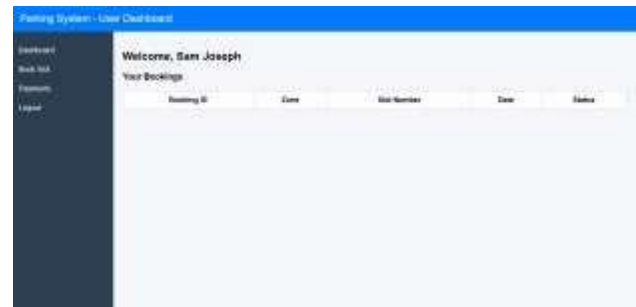 Parking System - User Dashboard
Dashboard
Book Slot
Payments
Logout
Welcome, Sam Joseph
Your Bookings
Booking ID Zone Slot Number Date Status